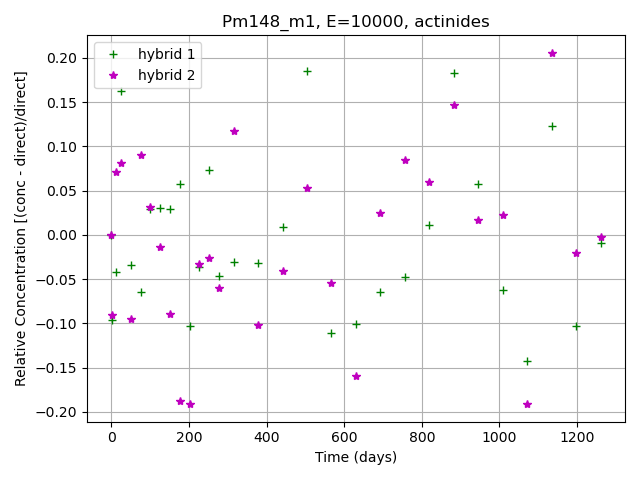 Pm148_m1, E=10000, actinides
hybrid 1
hybrid 2
Relative Concentration [(conc - direct)/direct]
0.20
0.15
0.10
0.05
0.00
−0.05
−0.10
−0.15
−0.20
0 200 400 600 800 1000 1200
Time (days)